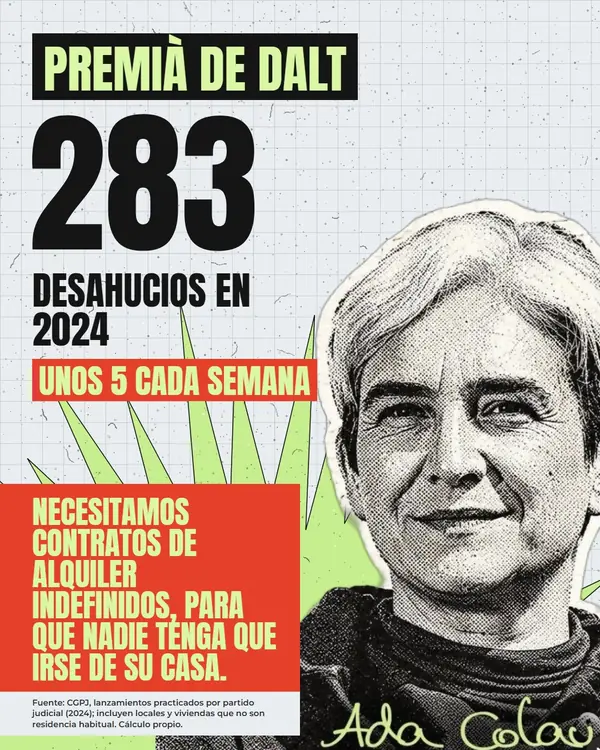 PREMIÀ DE DALT
283
DESAHUCIOS EN
2024
UNOS 5 CADA SEMANA
NECESITAMOS
CONTRATOS DE
ALQUILER
INDEFINIDOS, PARA
QUE NADIE TENGA QUE
IRSE DE SU CASA.
Fuente: CGPJ, lanzamientos practicados por partido
judicial (2024); incluyen locales y viviendas que no son
residencia habitual. Cálculo propio.
Ada Colau